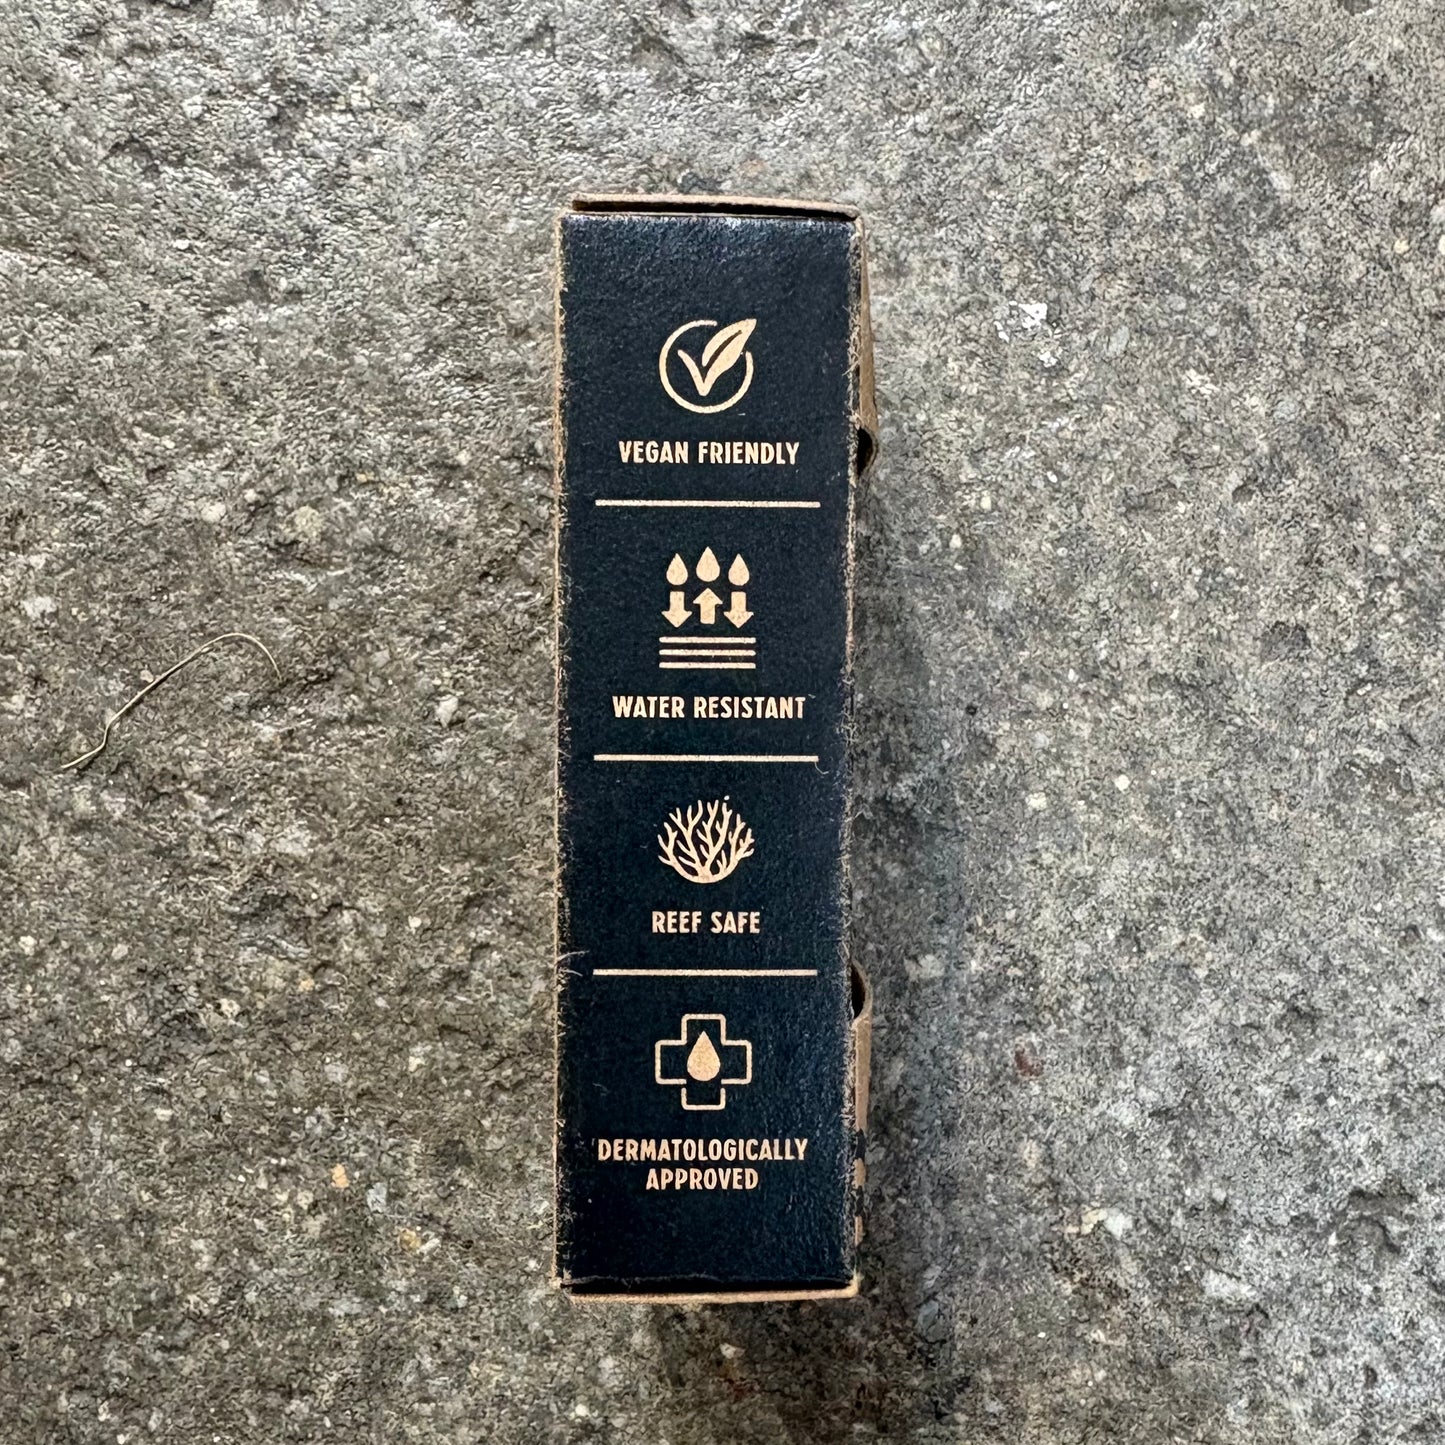 VEGAN FRIENDLY
WATER RESISTANT
REEF SAFE
DERMATOLOGICALLY
APPROVED